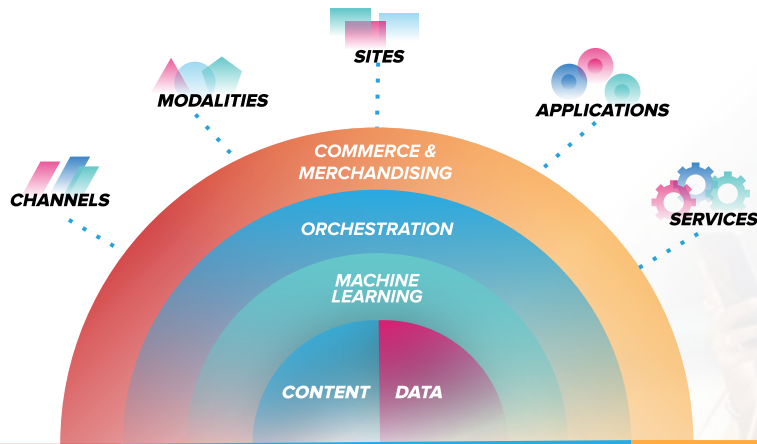 SITES
MODALITIES
APPLICATIONS
CHANNELS
SERVICES
COMMERCE &
MERCHANDISING
ORCHESTRATION
MACHINE
LEARNING
CONTENT
DATA